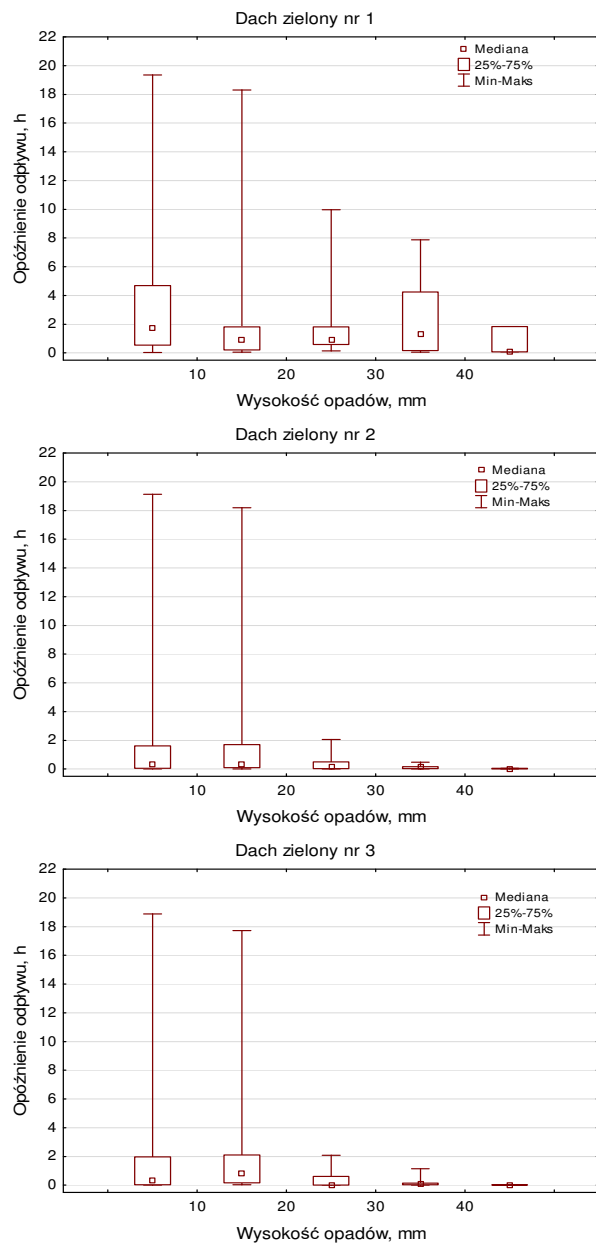 Dach zielony nr 1
22
20
18
16
14
12
10
8
6
4
2
0
Opóźnienie odpływu, h
Mediana
25%-75%
Min-Maks
10 20 30 40
Wysokość opadów, mm
Dach zielony nr 2
22
20
18
16
14
12
10
8
6
4
2
0
Opóźnienie odpływu, h
Mediana
25%-75%
Min-Maks
10 20 30 40
Wysokość opadów, mm
Dach zielony nr 3
22
20
18
16
14
12
10
8
6
4
2
0
Opóźnienie odpływu, h
Mediana
25%-75%
Min-Maks
10 20 30 40
Wysokość opadów, mm